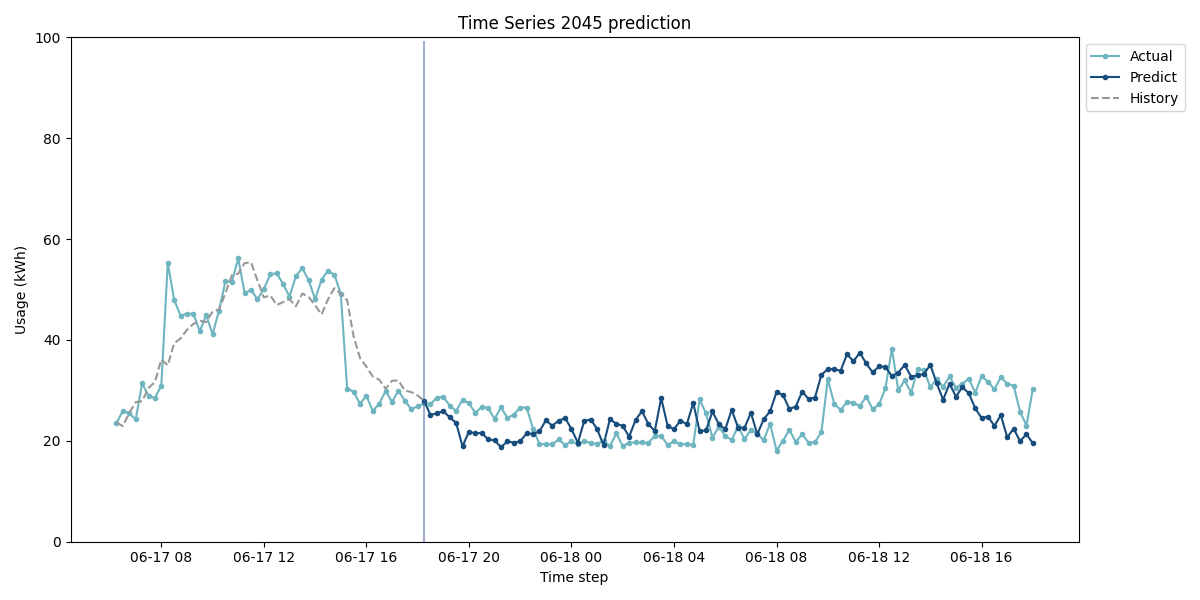 Time Series 2045 prediction
100
80
60
40
20
0
Usage (kWh)
06-17 08
06-17 12
06-17 16
06-17 20
06-18 00
06-18 04
06-18 08
06-18 12
06-18 16
Time step
Actual
Predict
History